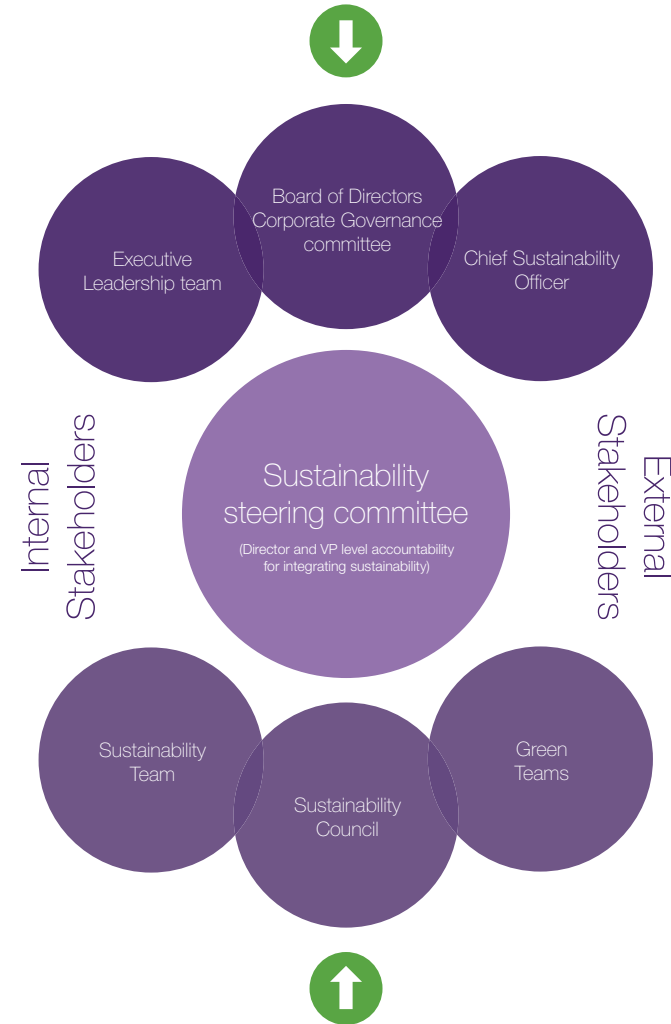 Board of Directors
Corporate Governance
committee
Executive
Leadership team
Chief Sustainability
Officer
Internal
Stakeholders
External
Stakeholders
Sustainability
steering committee
(Director and VP level accountability
for integrating sustainability)
Sustainability
Team
Green
Teams
Sustainability
Council